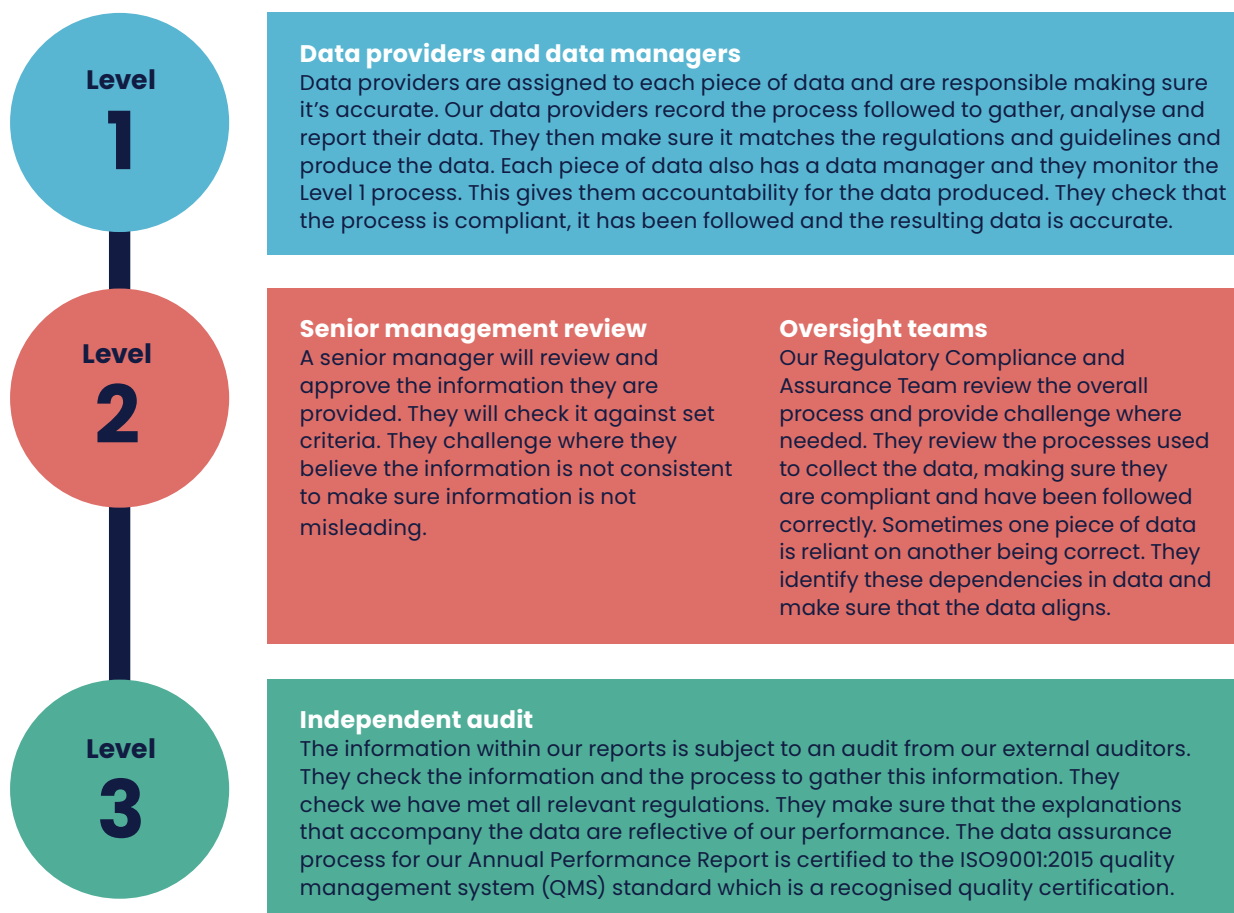 Level
1
Data providers and data managers
Data providers are assigned to each piece of data and are responsible making sure
it's accurate. Our data providers record the process followed to gather, analyse and
report their data. They then make sure it matches the regulations and guidelines and
produce the data. Each piece of data also has a data manager and they monitor the
Level 1 process. This gives them accountability for the data produced. They check that
the process is compliant, it has been followed and the resulting data is accurate.
Level
2
Senior management review
A senior manager will review and
approve the information they are
provided. They will check it against set
criteria. They challenge where they
believe the information is not consistent
to make sure information is not
misleading.
Oversight teams
Our Regulatory Compliance and
Assurance Team review the overall
process and provide challenge where
needed. They review the processes used
to collect the data, making sure they
are compliant and have been followed
correctly. Sometimes one piece of data
is reliant on another being correct. They
identify these dependencies in data and
make sure that the data aligns.
Level
3
Independent audit
The information within our reports is subject to an audit from our external auditors.
They check the information and the process to gather this information. They
check we have met all relevant regulations. They make sure that the explanations
that accompany the data are reflective of our performance. The data assurance
process for our Annual Performance Report is certified to the ISO9001:2015 quality
management system (QMS) standard which is a recognised quality certification.